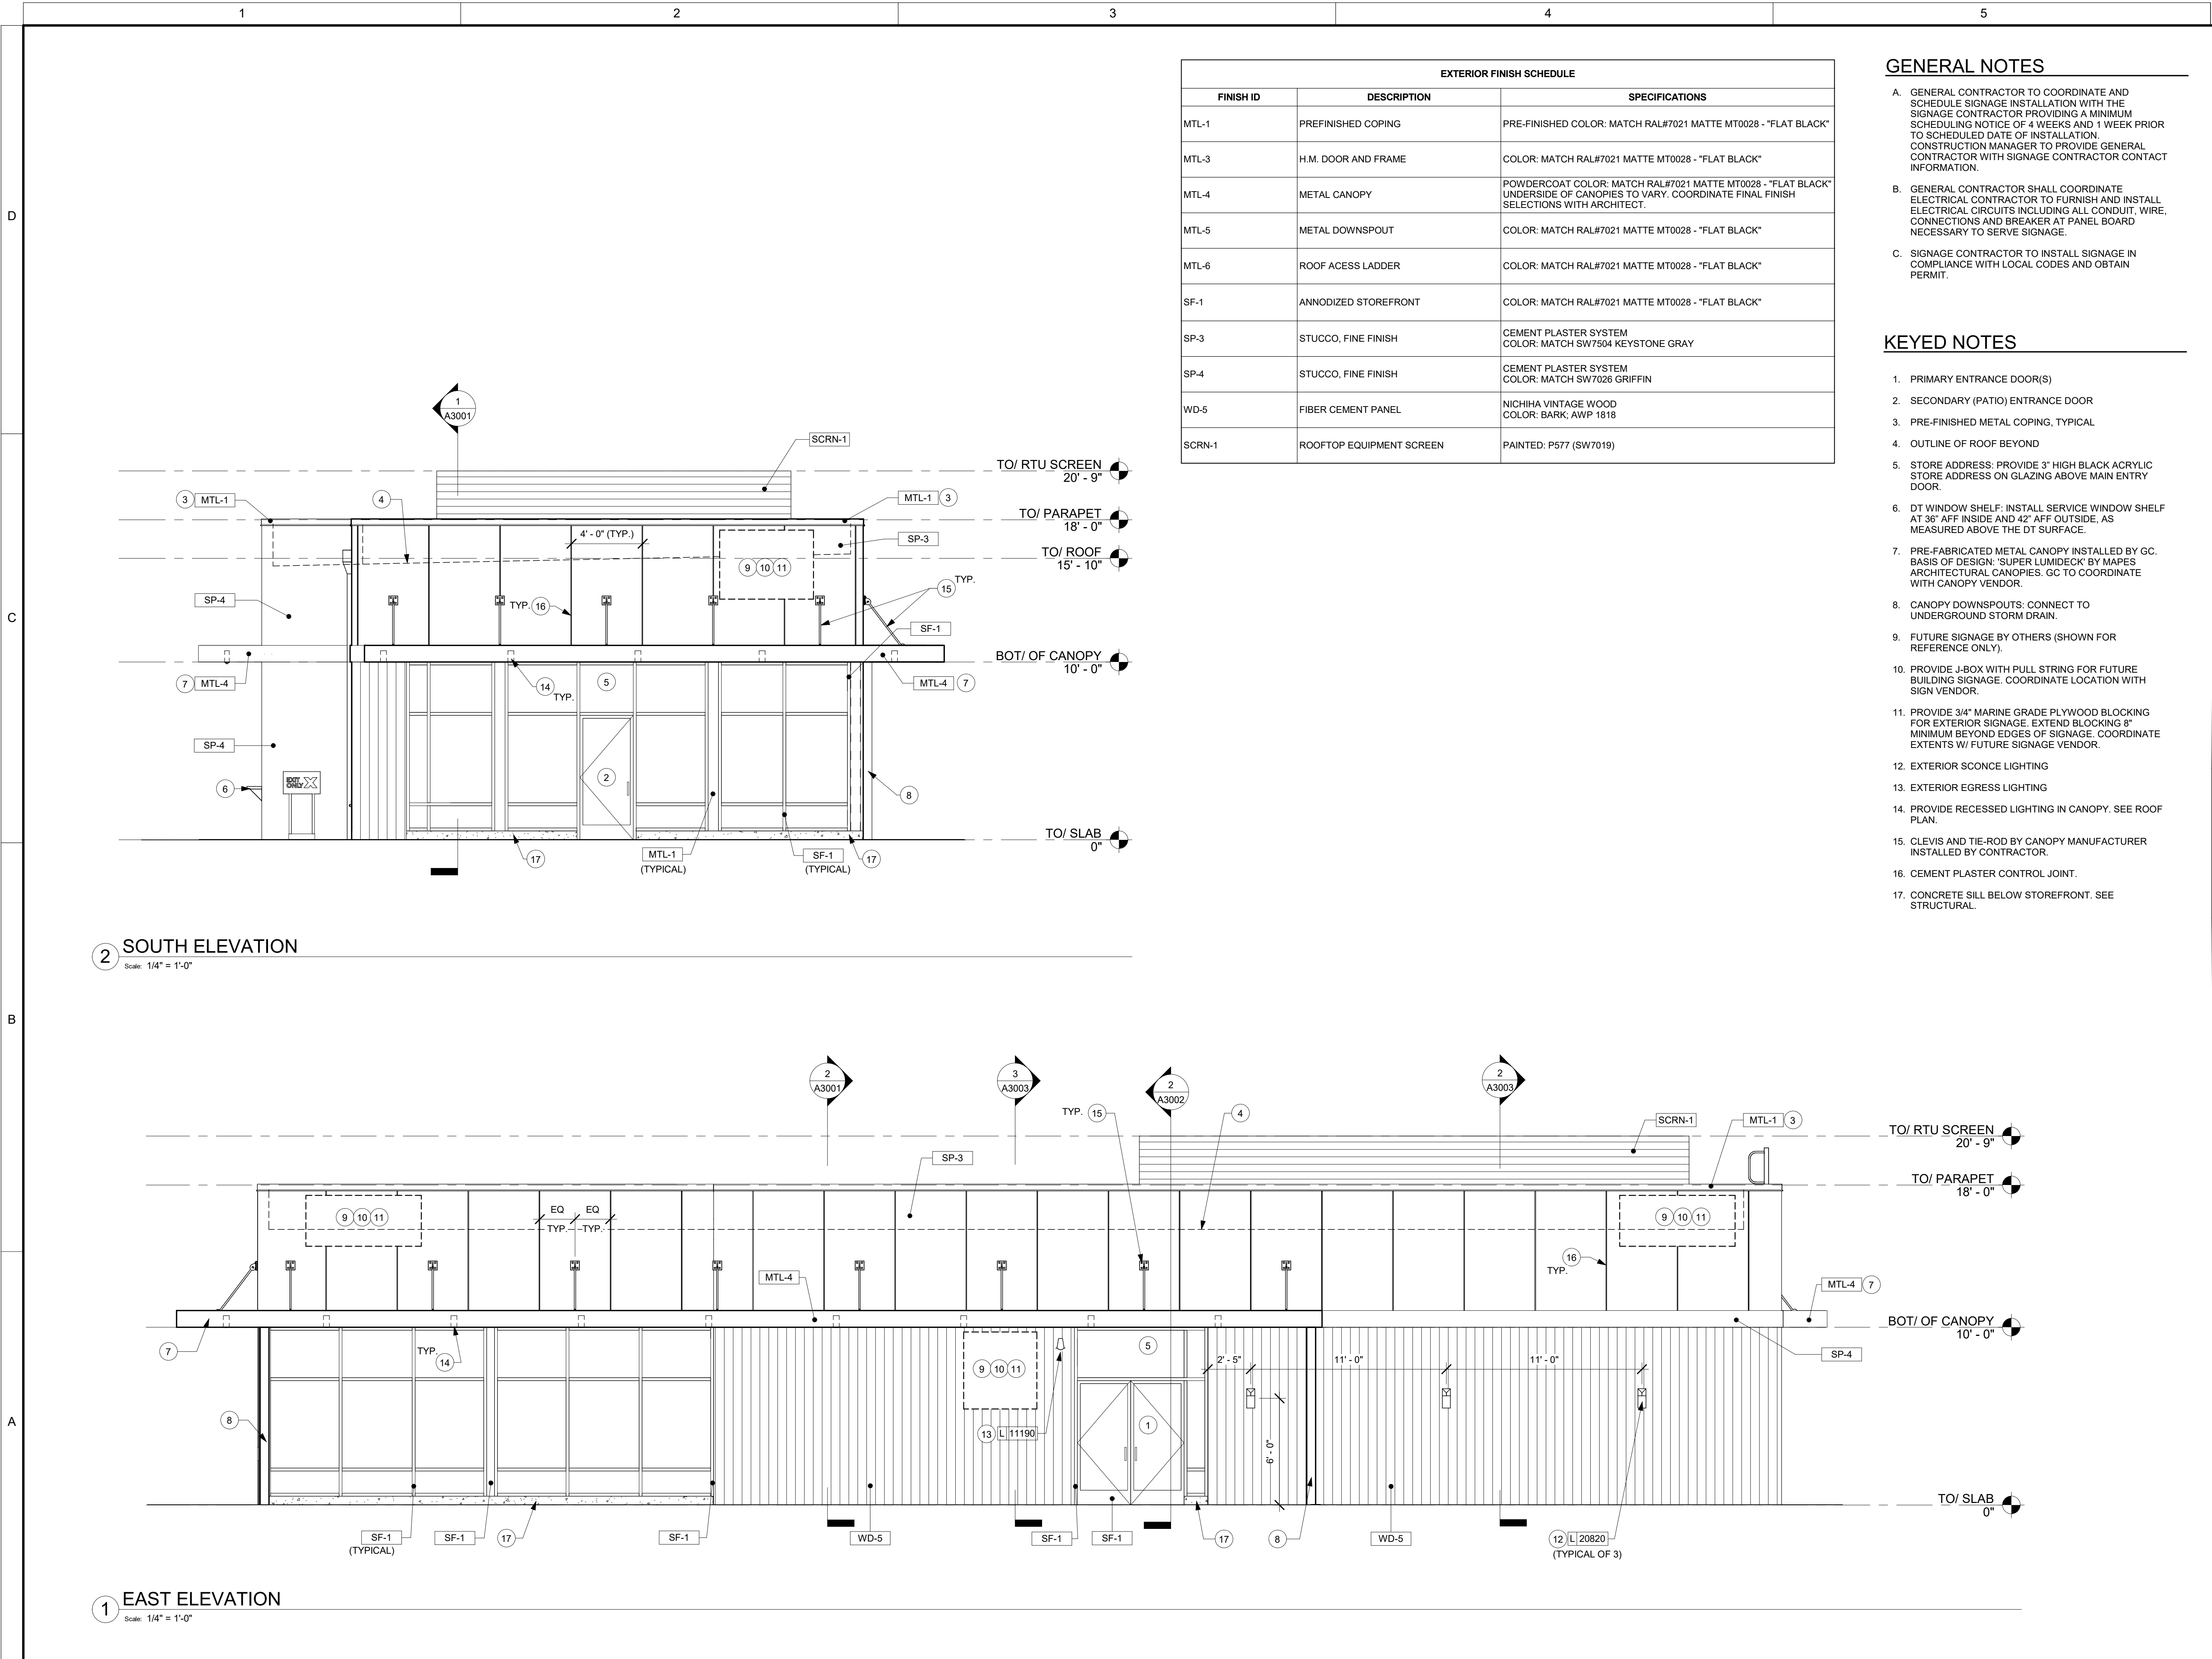 1
2
3
4
5
D
C
B
A
EXTERIOR FINISH SCHEDULE
FINISH ID DESCRIPTION SPECIFICATIONS
MTL-1 PREFINISHED COPING PRE-FINISHED COLOR: MATCH RAL#7021 MATTE MT0028 - "FLAT BLACK"
MTL-3 H.M. DOOR AND FRAME COLOR: MATCH RAL#7021 MATTE MT0028 - "FLAT BLACK"
MTL-4 METAL CANOPY POWDERCOAT COLOR: MATCH RAL#7021 MATTE MT0028 - "FLAT BLACK"
UNDERSIDE OF CANOPIES TO VARY. COORDINATE FINAL FINISH
SELECTIONS WITH ARCHITECT.
MTL-5 METAL DOWNSPOUT COLOR: MATCH RAL#7021 MATTE MT0028 - "FLAT BLACK"
MTL-6 ROOF ACESS LADDER COLOR: MATCH RAL#7021 MATTE MT0028 - "FLAT BLACK"
SF-1 ANNODIZED STOREFRONT COLOR: MATCH RAL#7021 MATTE MT0028 - "FLAT BLACK"
SP-3 STUCCO, FINE FINISH CEMENT PLASTER SYSTEM
COLOR: MATCH SW7504 KEYSTONE GRAY
SP-4 STUCCO, FINE FINISH CEMENT PLASTER SYSTEM
COLOR: MATCH SW7026 GRIFFIN
WD-5 FIBER CEMENT PANEL NICHIHA VINTAGE WOOD
COLOR: BARK; AWP 1818
SCRN-1 ROOFTOP EQUIPMENT SCREEN PAINTED: P577 (SW7019)
GENERAL NOTES
A. GENERAL CONTRACTOR TO COORDINATE AND
SCHEDULE SIGNAGE INSTALLATION WITH THE
SIGNAGE CONTRACTOR PROVIDING A MINIMUM
SCHEDULING NOTICE OF 4 WEEKS AND 1 WEEK PRIOR
TO SCHEDULED DATE OF INSTALLATION.
CONSTRUCTION MANAGER TO PROVIDE GENERAL
CONTRACTOR WITH SIGNAGE CONTRACTOR CONTACT
INFORMATION.
B. GENERAL CONTRACTOR SHALL COORDINATE
ELECTRICAL CONTRACTOR TO FURNISH AND INSTALL
ELECTRICAL CIRCUITS INCLUDING ALL CONDUIT, WIRE,
CONNECTIONS AND BREAKER AT PANEL BOARD
NECESSARY TO SERVE SIGNAGE.
C. SIGNAGE CONTRACTOR TO INSTALL SIGNAGE IN
COMPLIANCE WITH LOCAL CODES AND OBTAIN
PERMIT.
KEYED NOTES
1. PRIMARY ENTRANCE DOOR(S)
2. SECONDARY (PATIO) ENTRANCE DOOR
3. PRE-FINISHED METAL COPING, TYPICAL
4. OUTLINE OF ROOF BEYOND
5. STORE ADDRESS: PROVIDE 3" HIGH BLACK ACRYLIC
STORE ADDRESS ON GLAZING ABOVE MAIN ENTRY
DOOR.
6. DT WINDOW SHELF: INSTALL SERVICE WINDOW SHELF
AT 36" AFF INSIDE AND 42" AFF OUTSIDE, AS
MEASURED ABOVE THE DT SURFACE.
7. PRE-FABRICATED METAL CANOPY INSTALLED BY GC.
BASIS OF DESIGN: 'SUPER LUMIDECK' BY MAPES
ARCHITECTURAL CANOPIES. GC TO COORDINATE
WITH CANOPY VENDOR.
8. CANOPY DOWNSPOUTS: CONNECT TO
UNDERGROUND STORM DRAIN.
9. FUTURE SIGNAGE BY OTHERS (SHOWN FOR
REFERENCE ONLY).
10. PROVIDE J-BOX WITH PULL STRING FOR FUTURE
BUILDING SIGNAGE. COORDINATE LOCATION WITH
SIGN VENDOR.
11. PROVIDE 3/4" MARINE GRADE PLYWOOD BLOCKING
FOR EXTERIOR SIGNAGE. EXTEND BLOCKING 8"
MINIMUM BEYOND EDGES OF SIGNAGE. COORDINATE
EXTENTS W/ FUTURE SIGNAGE VENDOR.
12. EXTERIOR SCONCE LIGHTING
13. EXTERIOR EGRESS LIGHTING
14. PROVIDE RECESSED LIGHTING IN CANOPY. SEE ROOF
PLAN.
15. CLEVIS AND TIE-ROD BY CANOPY MANUFACTURER
INSTALLED BY CONTRACTOR.
16. CEMENT PLASTER CONTROL JOINT.
17. CONCRETE SILL BELOW STOREFRONT. SEE
STRUCTURAL.
1
A3001
SCRN-1
TO/ RTU SCREEN
20' - 9"
3 MTL-1
4
MTL-1 3
TO/ PARAPET
18' - 0"
4' - 0" (TYP.)
SP-3
TO/ ROOF
15' - 10"
9 10 11
TYP.
15
SP-4
TYP. 16
SF-1
BOT/ OF CANOPY
10' - 0"
7 MTL-4
14
TYP.
5
MTL-4 7
SP-4
EXIT
ONLY X
2
6
8
TO/ SLAB
0"
17
MTL-1
(TYPICAL)
SF-1
(TYPICAL)
17
2 SOUTH ELEVATION
Scale: 1/4" = 1'-0"
2
A3001
3
A3003
2
A3002
2
A3003
TYP. 15
4
SCRN-1
MTL-1 3
TO/ RTU SCREEN
20' - 9"
SP-3
TO/ PARAPET
18' - 0"
9 10 11
EQ EQ
TYP. TYP.
9 10 11
16
TYP.
MTL-4
MTL-4 7
BOT/ OF CANOPY
10' - 0"
7
TYP.
14
9 10 11
5
2' - 5"
11' - 0"
11' - 0"
SP-4
8
13 L 11190
1
6' - 0"
TO/ SLAB
0"
SF-1
(TYPICAL)
SF-1
17
SF-1
WD-5
SF-1
SF-1
17
8
WD-5
12 L 20820
(TYPICAL OF 3)
1 EAST ELEVATION
Scale: 1/4" = 1'-0"